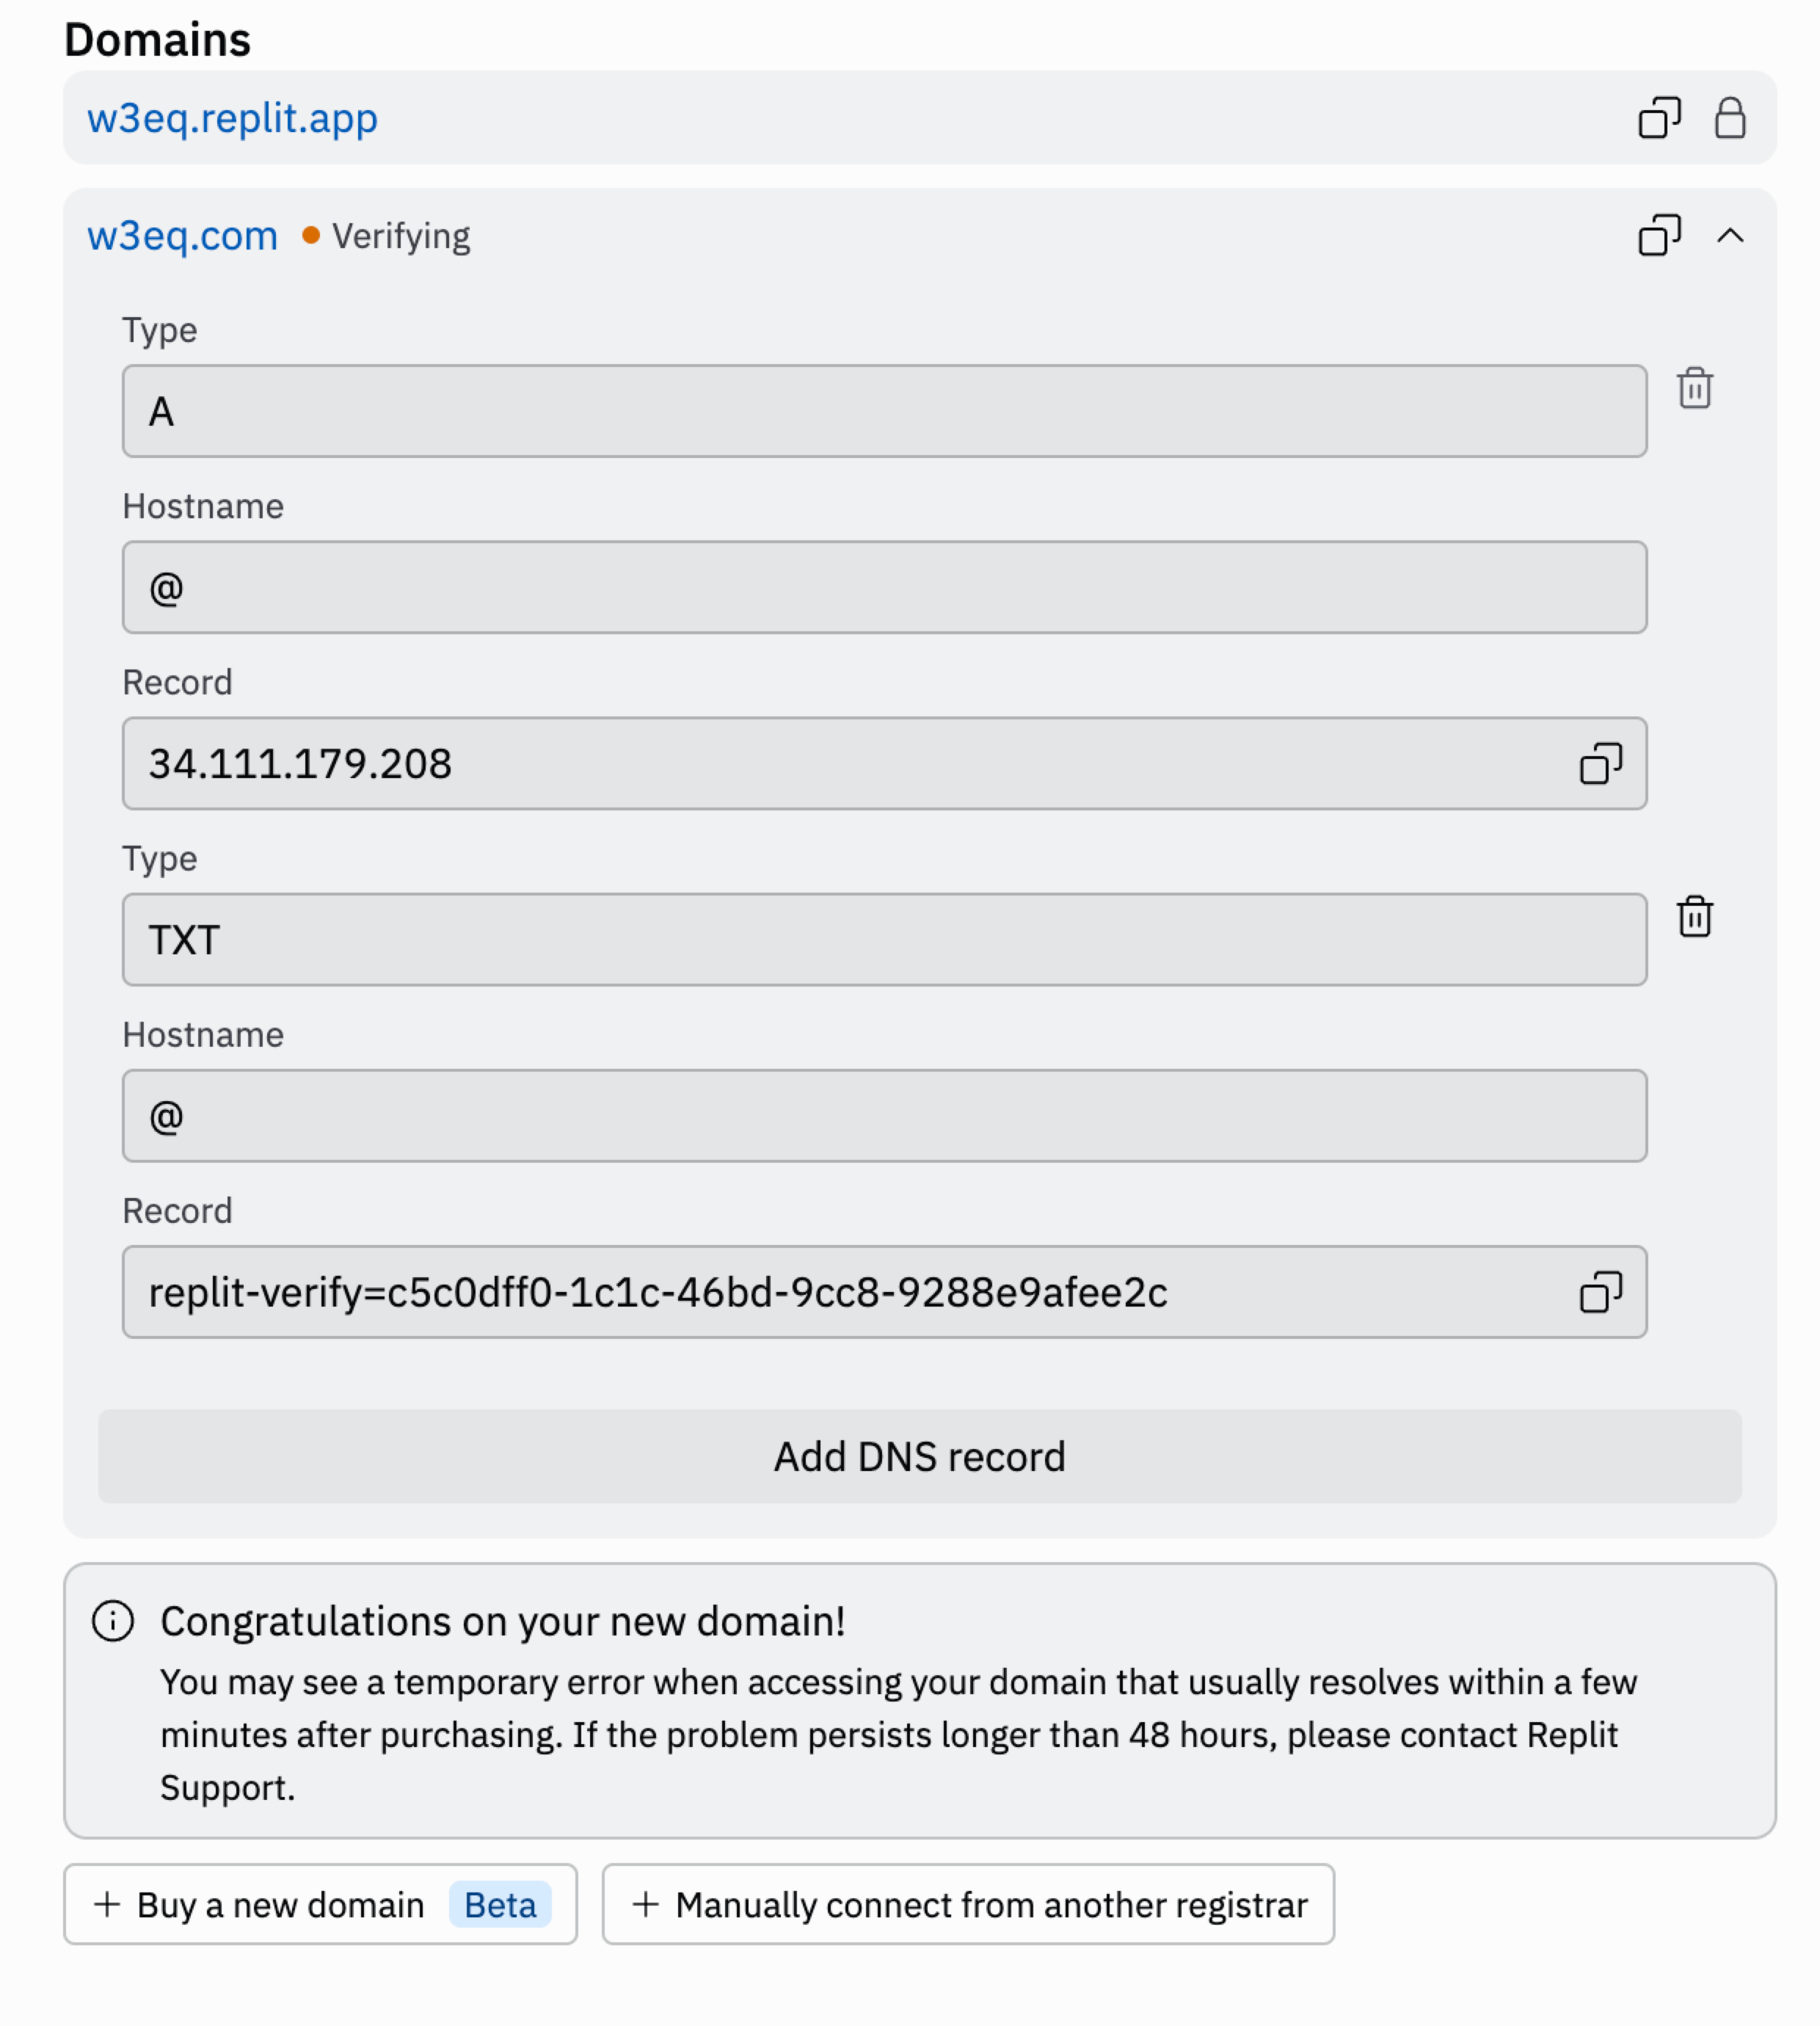 Domains
w3eq.replit.app
w3eq.com Verifying
Type
A
Hostname
@
Record
34.111.179.208
Type
TXT
Hostname
@
Record
replit-verify=c5c0dff0-1c1c-46bd-9cc8-9288e9afee2c
Add DNS record
Congratulations on your new domain!
You may see a temporary error when accessing your domain that usually resolves within a few
minutes after purchasing. If the problem persists longer than 48 hours, please contact Replit
Support.
+ Buy a new domain Beta
+ Manually connect from another registrar